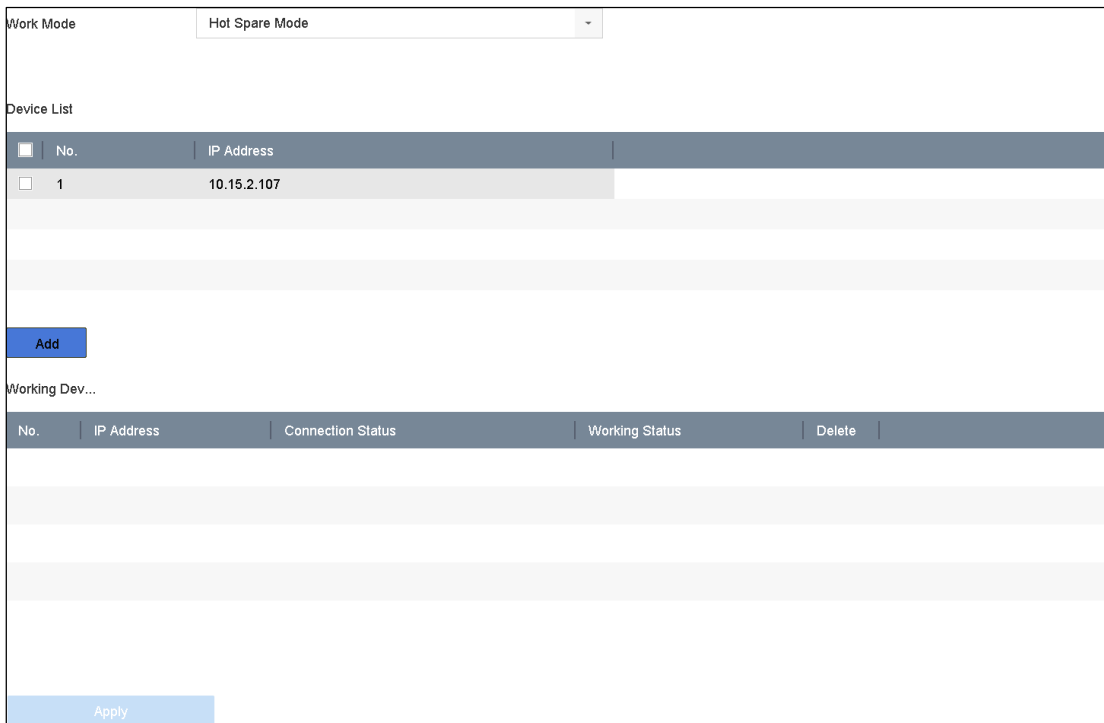 Work Mode Hot Spare Mode
Device List
No. IP Address
1 10.15.2.107
Add
Working Dev...
No. IP Address Connection Status Working Status Delete
Apply